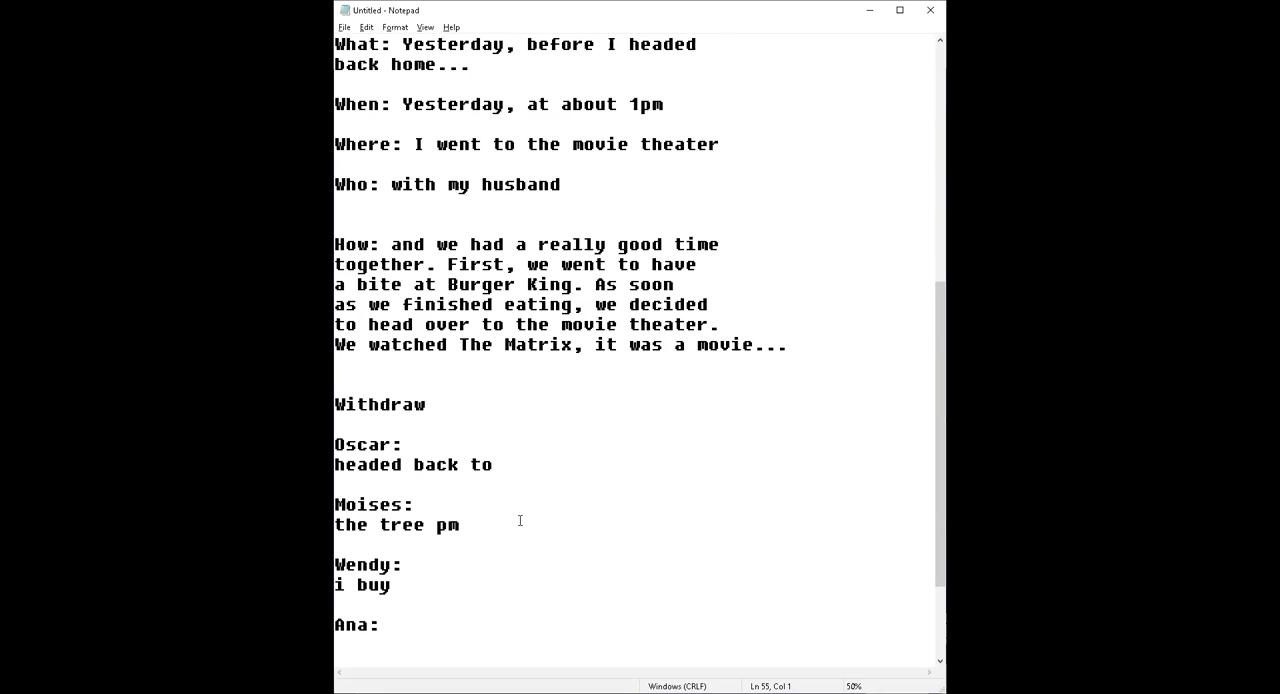 Untitled - Notepad
File Edit Format View Help
What: Yesterday, before I headed
back home...
When: Yesterday, at about 1pm
Where: I went to the movie theater
Who: with my husband
How: and we had a really good time
together. First, we went to have
a bite at Burger King. As soon
as we finished eating, we decided
to head over to the movie theater.
We watched The Matrix, it was a movie...
Withdraw
Oscar:
headed back to
Moises:
the tree pm
Wendy:
i buy
Ana:
Windows (CRLF) Ln 55, Col 1 50%